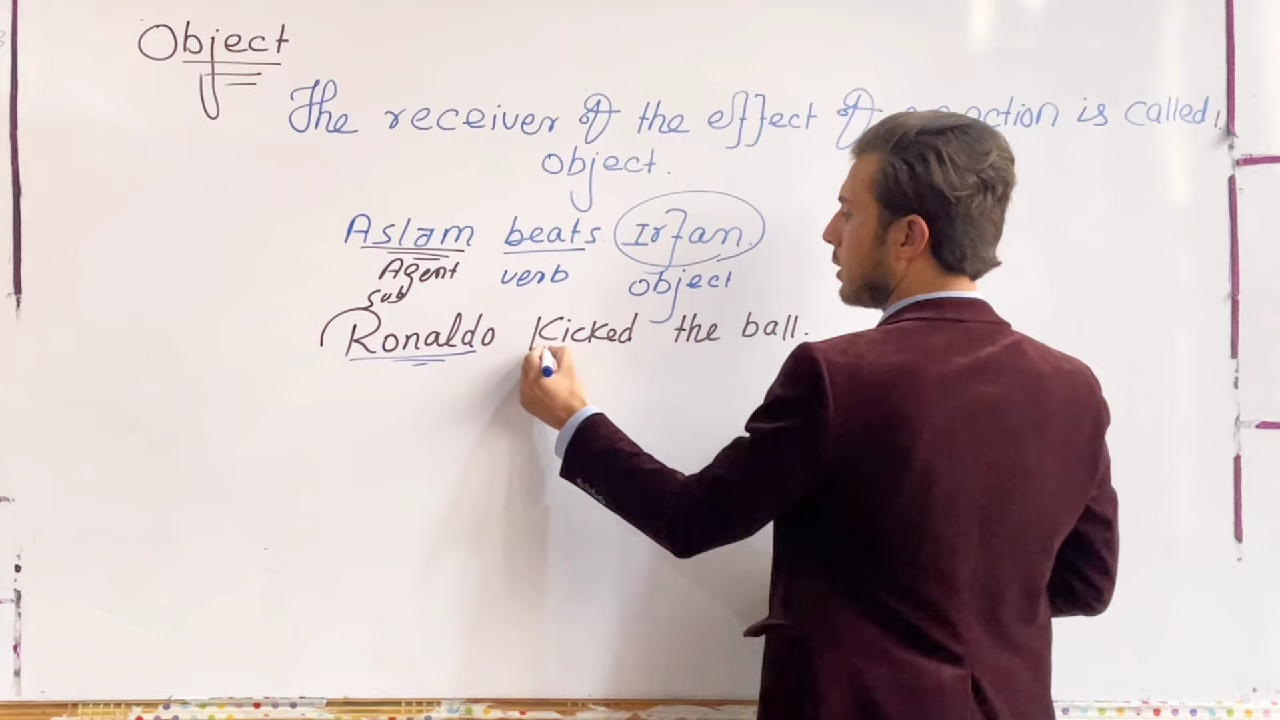 Object
The receiver of the effect of action is called
object.
Aslam beats Irfan
Agent verb object
Sub
Ronaldo Kicked the ball.